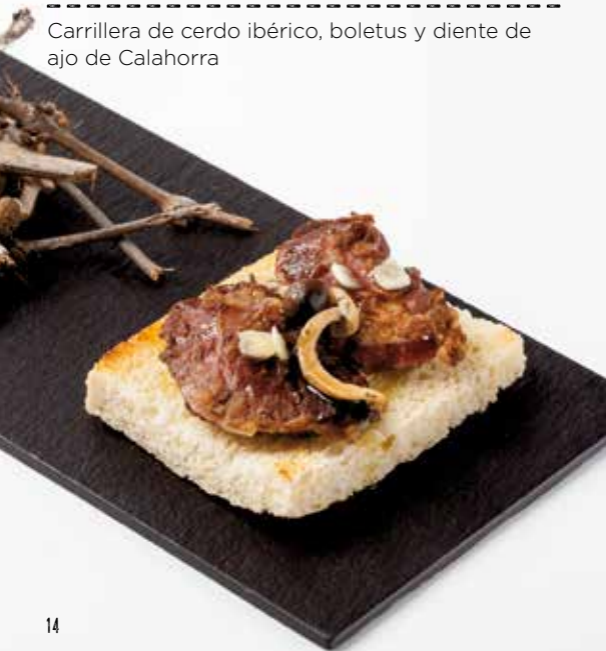 Carrillera de cerdo ibérico, boletus y diente de
ajo de Calahorra
14